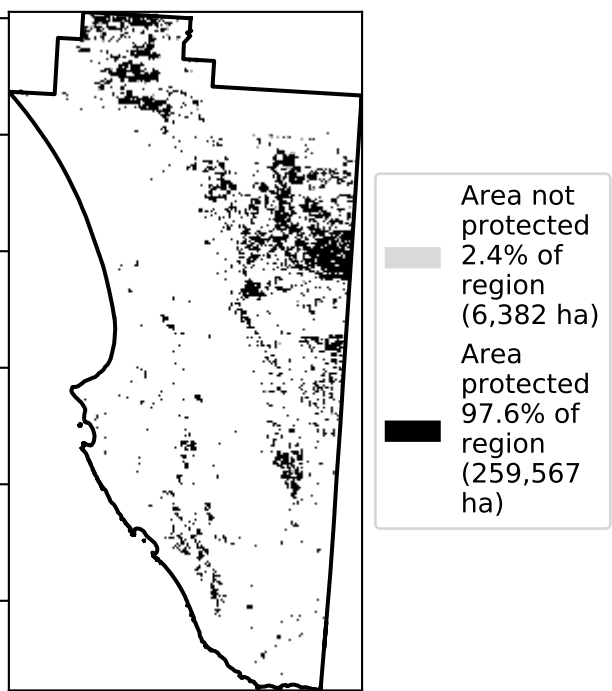 Area not
protected
2.4% of
region
(6,382 ha)
Area
protected
97.6% of
region
(259,567
ha)